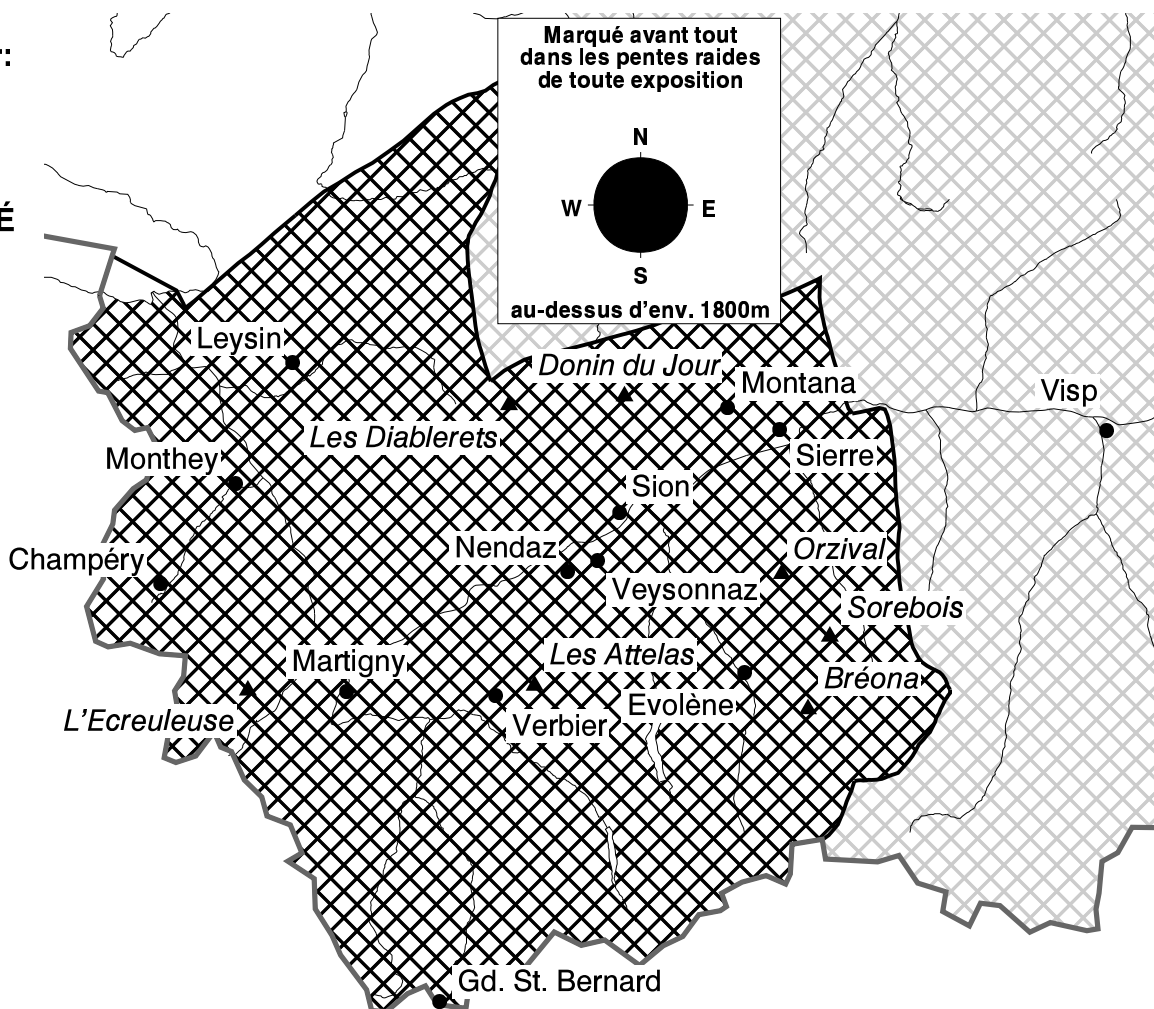 Marqué avant tout
dans les pentes raides
de toute exposition
:
N
É
W E
S
au-dessus d'env. 1800m
Leysin
Donin du Jour
Montana
Visp
Les Diablerets
Monthey
Sierre
Sion
Champéry
Nendaz
Orzival
Veysonnaz
Sorebois
Martigny
Les Attelas
Bréona
L'Ecreuleuse
Verbier
Evolène
Gd. St. Bernard